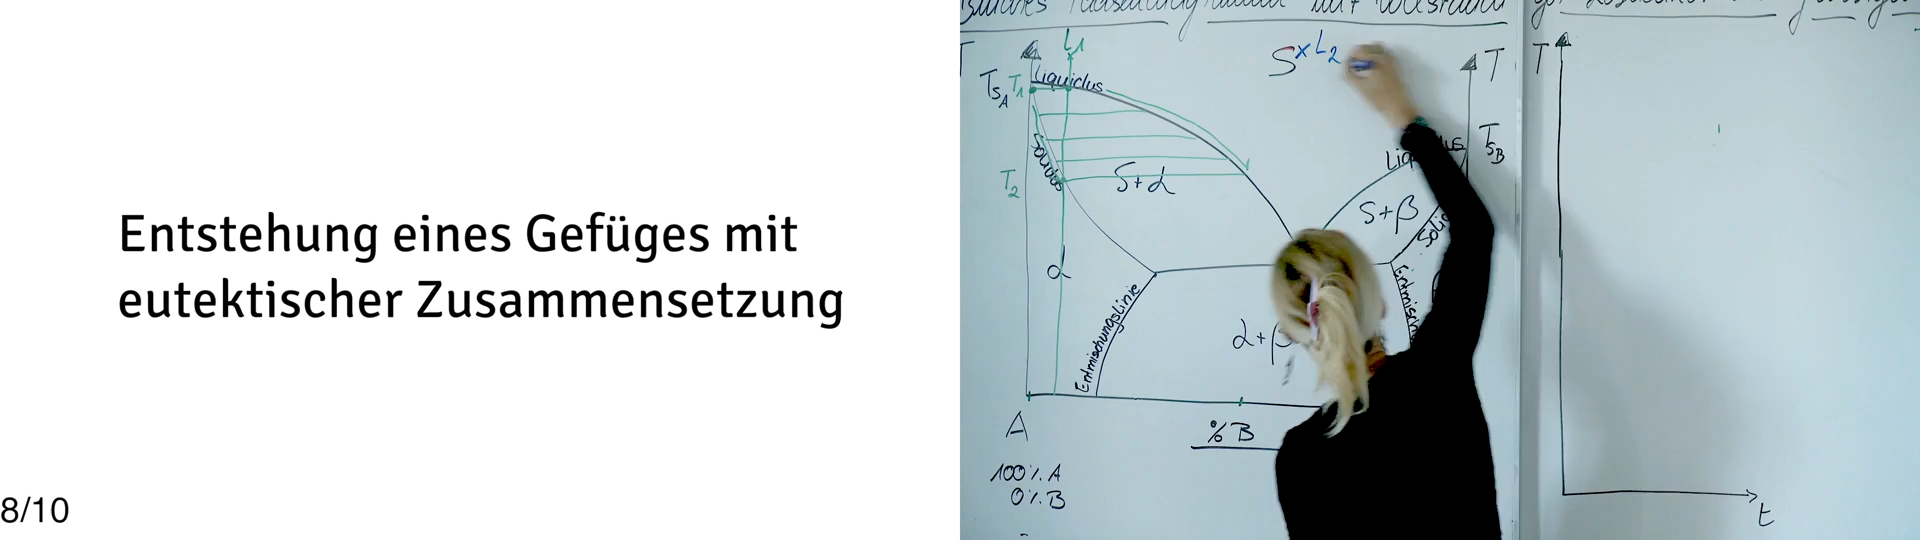 Entstehung eines Gefüges mit
eutektischer Zusammensetzung
8/10
T
L1
S x L2
T
T
TSA T1
Liquidus
Solidus
TSB
T2
S+α
S+β
α
Entmischungslinie
α+β
A
% B
100% A
0% B
t